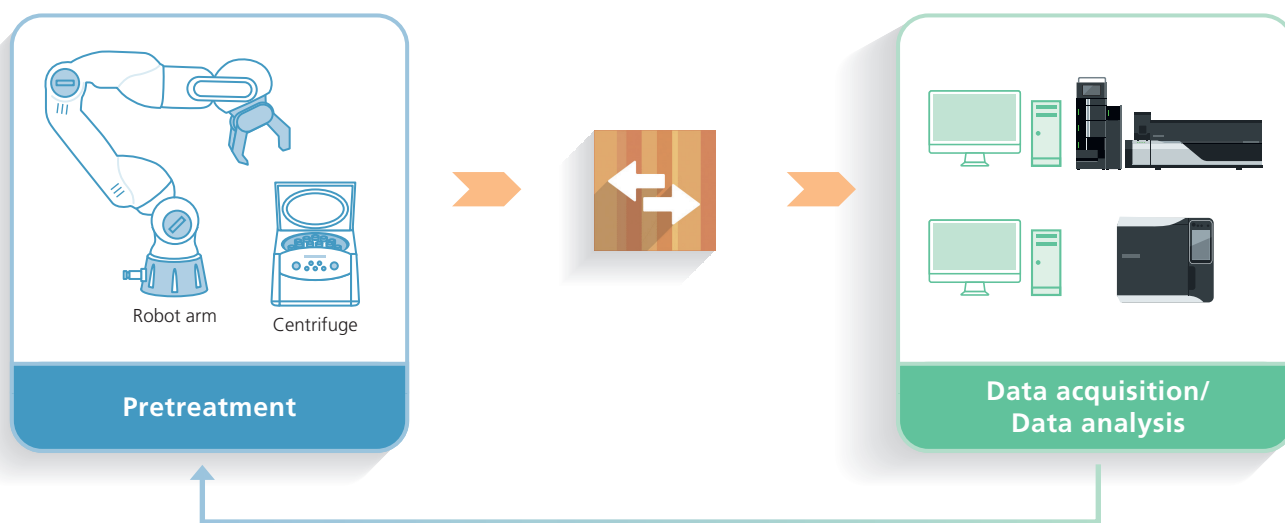 Robot arm
Centrifuge
Pretreatment
Data acquisition/
Data analysis